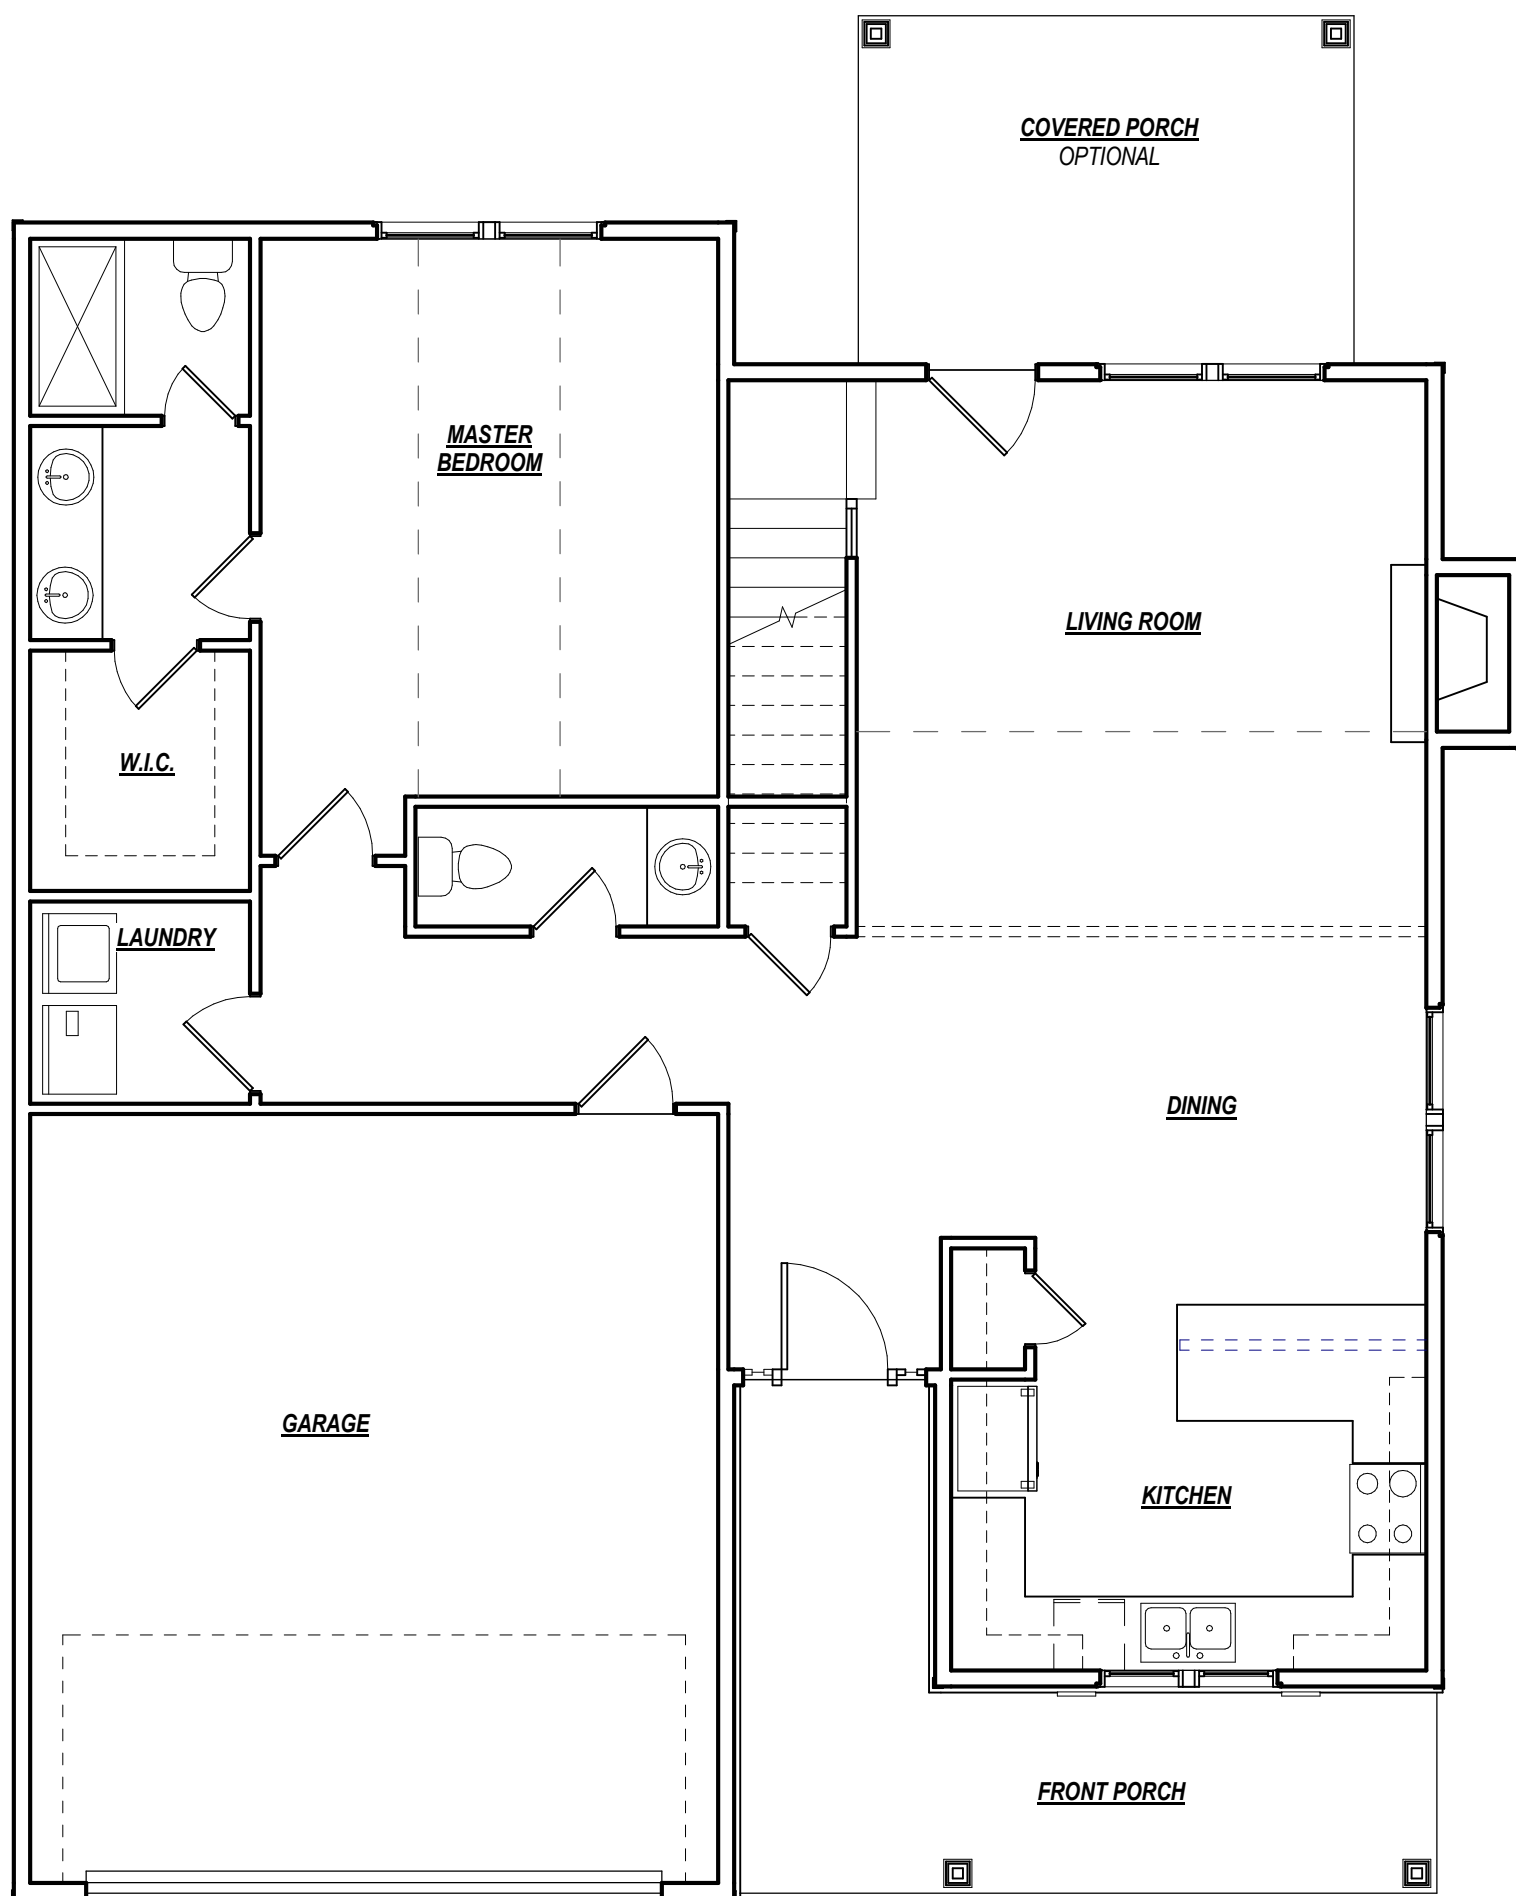 COVERED PORCH
OPTIONAL
MASTER
BEDROOM
LIVING ROOM
W.I.C.
LAUNDRY
DINING
GARAGE
KITCHEN
FRONT PORCH